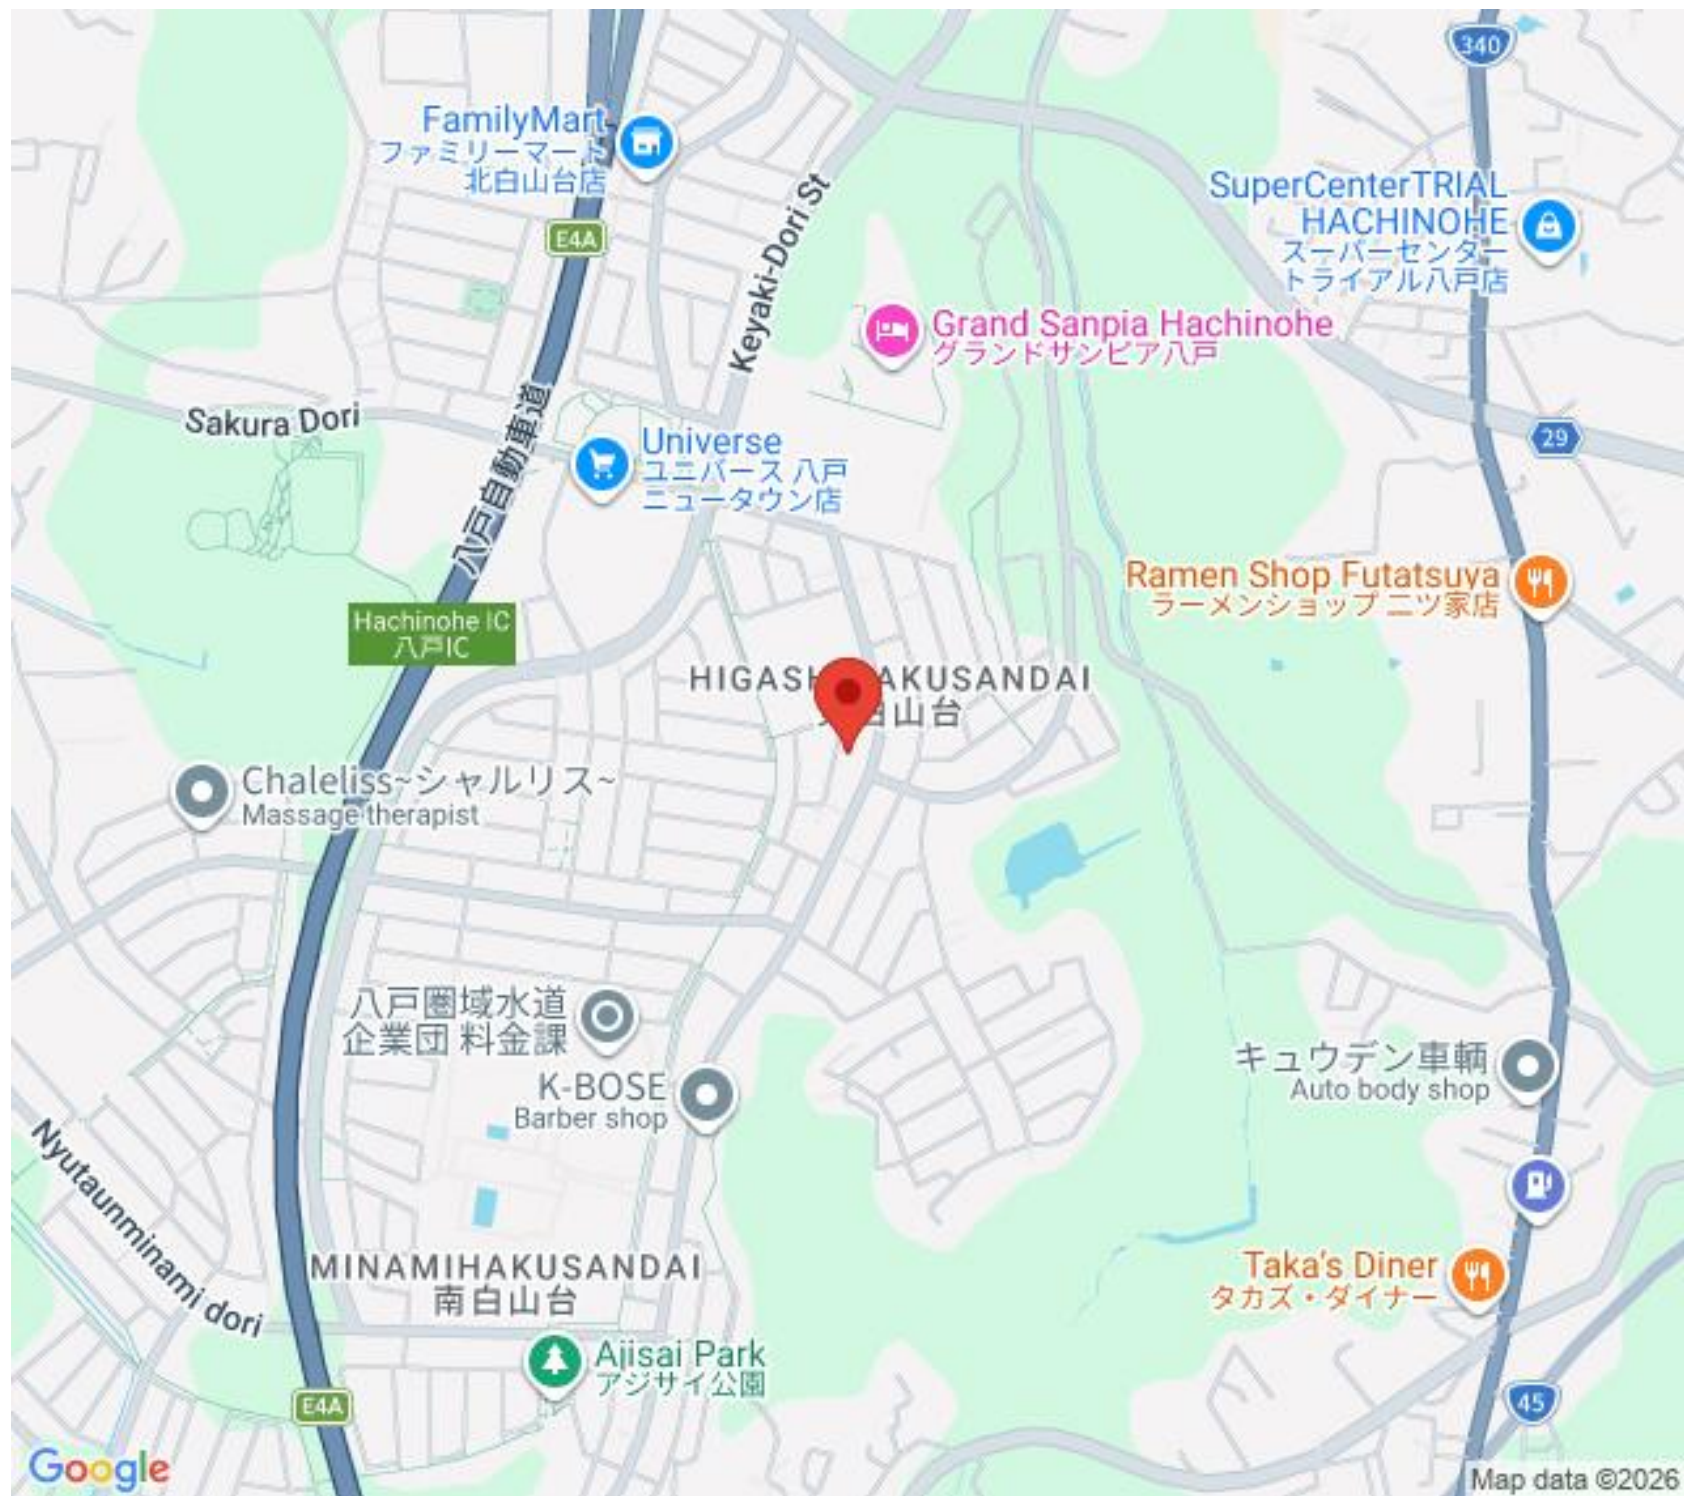 340
FamilyMart
ファミリーマート
北白山台店
SuperCenterTRIAL
HACHINOHE
スーパーセンター
トライアル八戸店
E4A
Keyaki-Dori St
Grand Sanpia Hachinohe
グランドサンピア八戸
Sakura Dori
八戸自動車道
29
Universe
ユニバース 八戸
ニュータウン店
Ramen Shop Futatsuya
ラーメンショップ 二ツ家店
Hachinohe IC
八戸IC
HIGASH AKUSANDAI
白山台
Chaleliss~シャルリス~
Massage therapist
八戸圏域水道
企業団 料金課
K-BOSE
Barber shop
キュウデン車輌
Auto body shop
Nyutaunminami dori
MINAMIHAKUSANDAI
南白山台
Taka's Diner
タカズ・ダイナー
Ajisai Park
アジサイ公園
E4A
45
Google
Map data ©2026